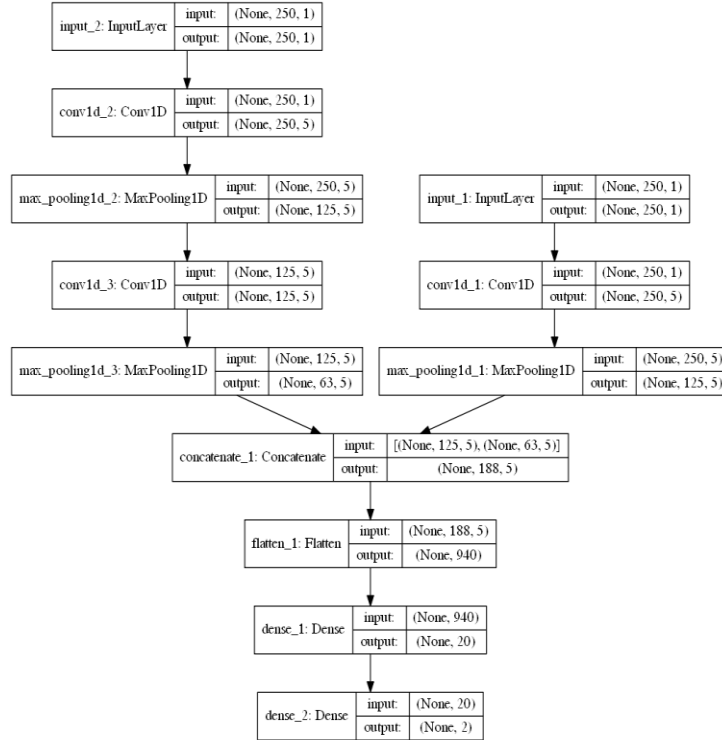 input_2: InputLayer
input: (None, 250, 1)
output: (None, 250, 1)
conv1d_2: Conv1D
input: (None, 250, 1)
output: (None, 250, 5)
max_pooling1d_2: MaxPooling1D
input: (None, 250, 5)
output: (None, 125, 5)
input_1: InputLayer
input: (None, 250, 1)
output: (None, 250, 1)
conv1d_3: Conv1D
input: (None, 125, 5)
output: (None, 125, 5)
conv1d_1: Conv1D
input: (None, 250, 1)
output: (None, 250, 5)
max_pooling1d_3: MaxPooling1D
input: (None, 125, 5)
output: (None, 63, 5)
max_pooling1d_1: MaxPooling1D
input: (None, 250, 5)
output: (None, 125, 5)
concatenate_1: Concatenate
input: [(None, 125, 5), (None, 63, 5)]
output: (None, 188, 5)
flatten_1: Flatten
input: (None, 188, 5)
output: (None, 940)
dense_1: Dense
input: (None, 940)
output: (None, 20)
dense_2: Dense
input: (None, 20)
output: (None, 2)